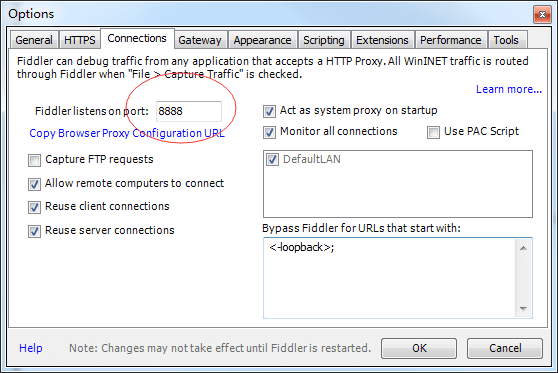 Options
General HTTPS Connections Gateway Appearance Scripting Extensions Performance Tools
Fiddler can debug traffic from any application that accepts a HTTP Proxy. All WinINET traffic is routed
through Fiddler when "File > Capture Traffic" is checked.
Learn more...
Fiddler listens on port: 8888
Copy Browser Proxy Configuration URL
Capture FTP requests
Allow remote computers to connect
Reuse client connections
Reuse server connections
Act as system proxy on startup
Monitor all connections Use PAC Script
DefaultLAN
Bypass Fiddler for URLs that start with:
<-loopback>;
Help Note: Changes may not take effect until Fiddler is restarted. OK Cancel